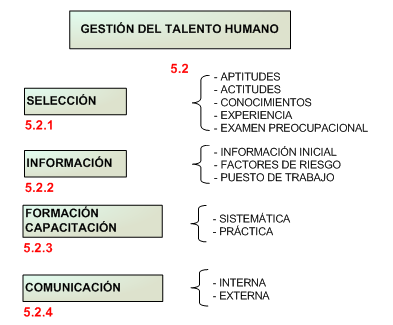 GESTIÓN DEL TALENTO HUMANO
5.2
SELECCIÓN
5.2.1
- APTITUDES
- ACTITUDES
- CONOCIMIENTOS
- EXPERIENCIA
- EXAMEN PREOCUPACIONAL
INFORMACIÓN
5.2.2
- INFORMACIÓN INICIAL
- FACTORES DE RIESGO
- PUESTO DE TRABAJO
FORMACIÓN
CAPACITACIÓN
5.2.3
- SISTEMÁTICA
- PRÁCTICA
COMUNICACIÓN
5.2.4
- INTERNA
- EXTERNA